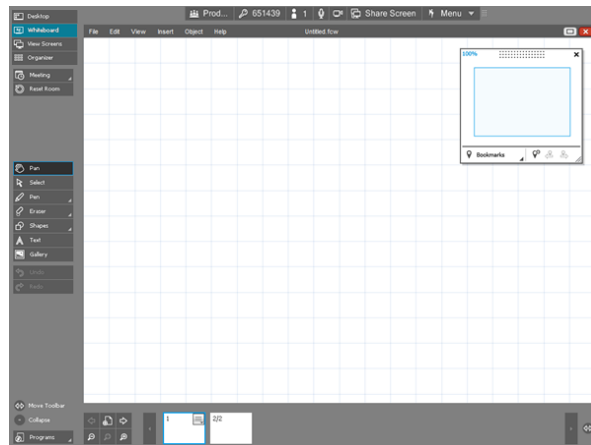 Desktop
Prod... 651439 1 Share Screen Menu
Whiteboard
File Edit View Insert Object Help Untitled.fcw
View Screens
Organizer
100%
Meeting
Reset Room
Bookmarks
Pan
Select
Pen
Eraser
Shapes
Text
Gallery
Undo
Redo
Move Toolbar
Collapse
1 2/2
Programs